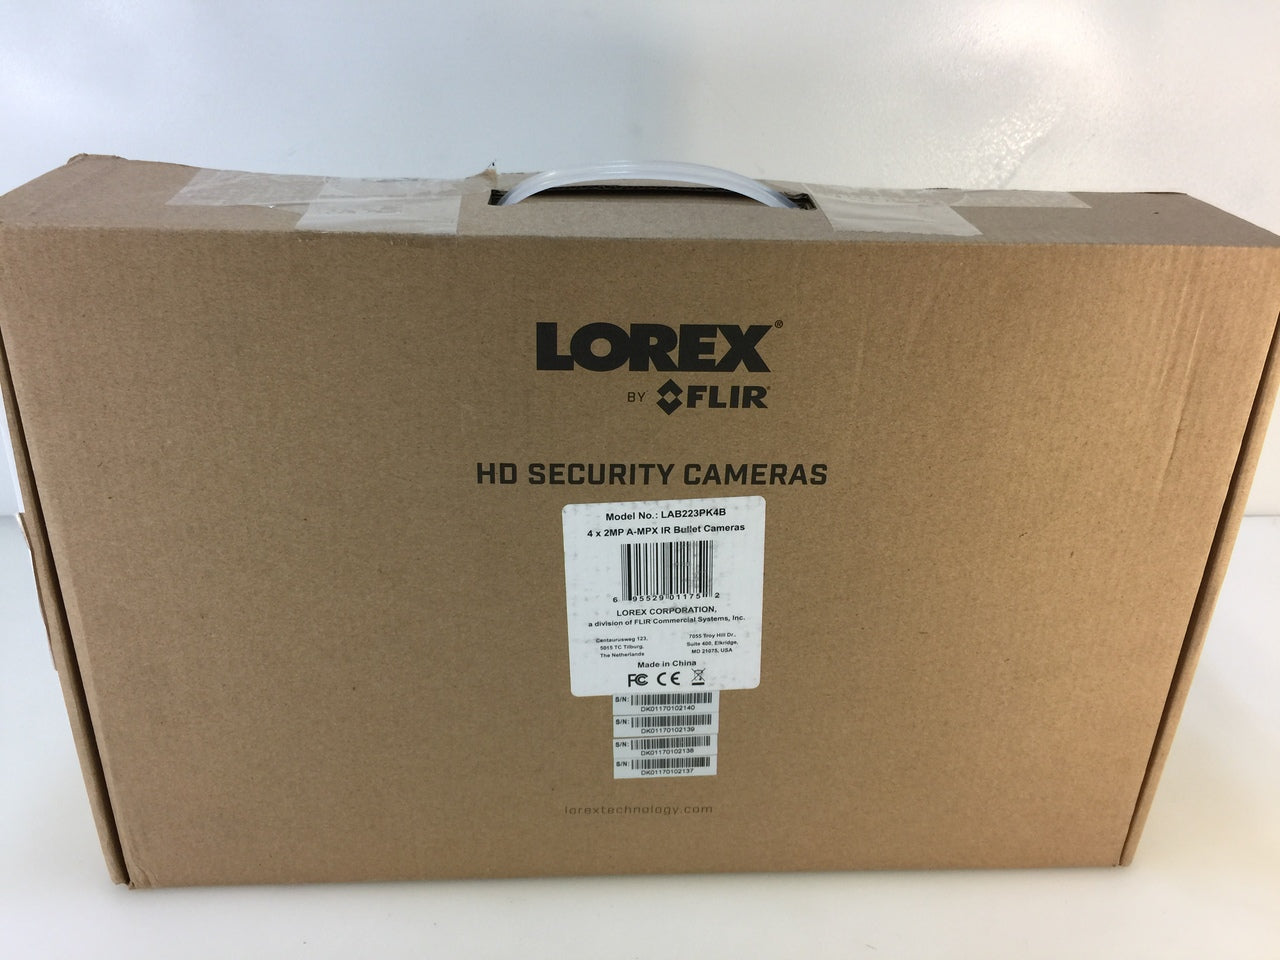 LOREX®
BY FLIR
HD SECURITY CAMERAS
Model No.: LAB223PK4B
4 x 2MP A-MPX IR Bullet Cameras
6 95529 01175 2
LOREX CORPORATION,
a division of FLIR Commercial Systems, Inc.
Centaurusweg 123,
5015 TC Tilburg,
The Netherlands
7055 Troy Hill Dr.,
Suite 400, Elkridge,
MD 21075, USA
Made in China
FC CE
S/N:
DK01170102140
S/N:
DK01170102139
S/N:
DK01170102138
S/N:
DK01170102137
lorextechnology.com